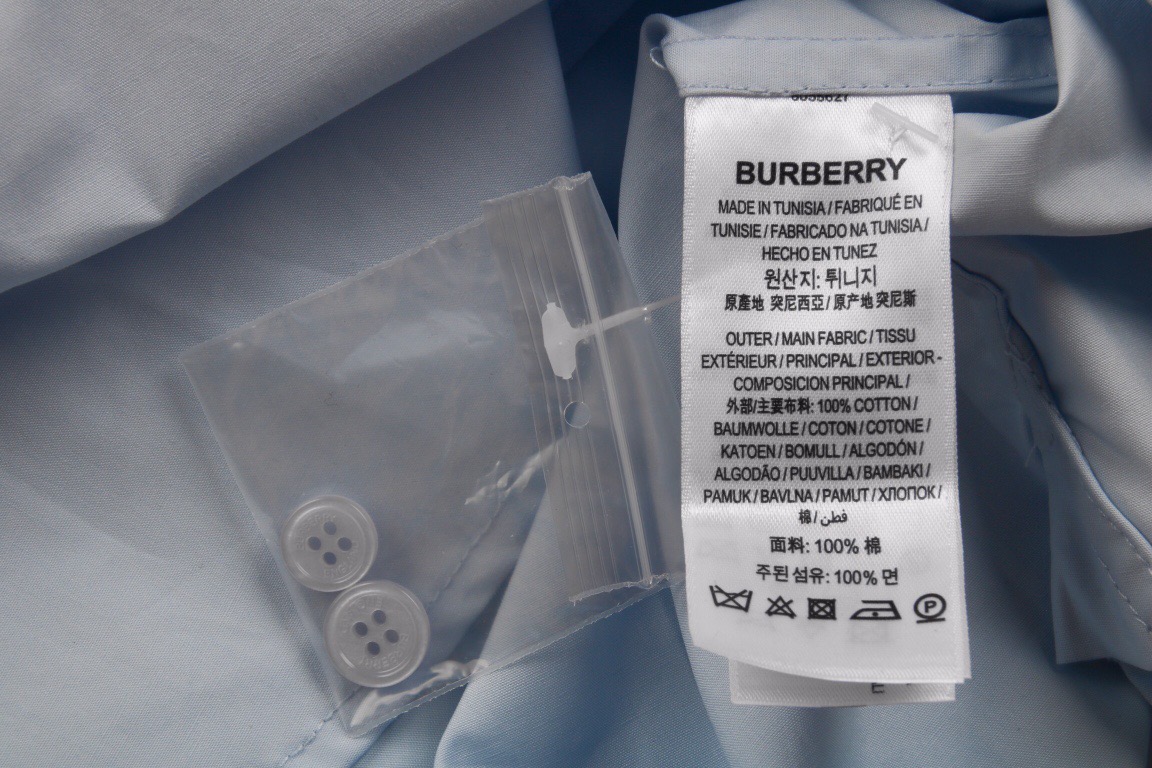 BURBERRY
MADE IN TUNISIA / FABRIQUÉ EN
TUNISIE / FABRICADO NA TUNISIA /
HECHO EN TUNEZ
원산지: 튀니지
原產地 突尼西亞 / 原产地 突尼斯
OUTER / MAIN FABRIC / TISSU
EXTÉRIEUR / PRINCIPAL / EXTERIOR -
COMPOSICION PRINCIPAL /
外部/主要布料: 100% COTTON /
BAUMWOLLE / COTON / COTONE /
KATOEN / BOMULL / ALGODÓN /
ALGODÃO / PUUVILLA / BAMBAKI /
PAMUK / BAVLNA / PAMUT / ХЛОПОК /
棉 / قطن
面料: 100% 棉
주된 섬유: 100% 면
P